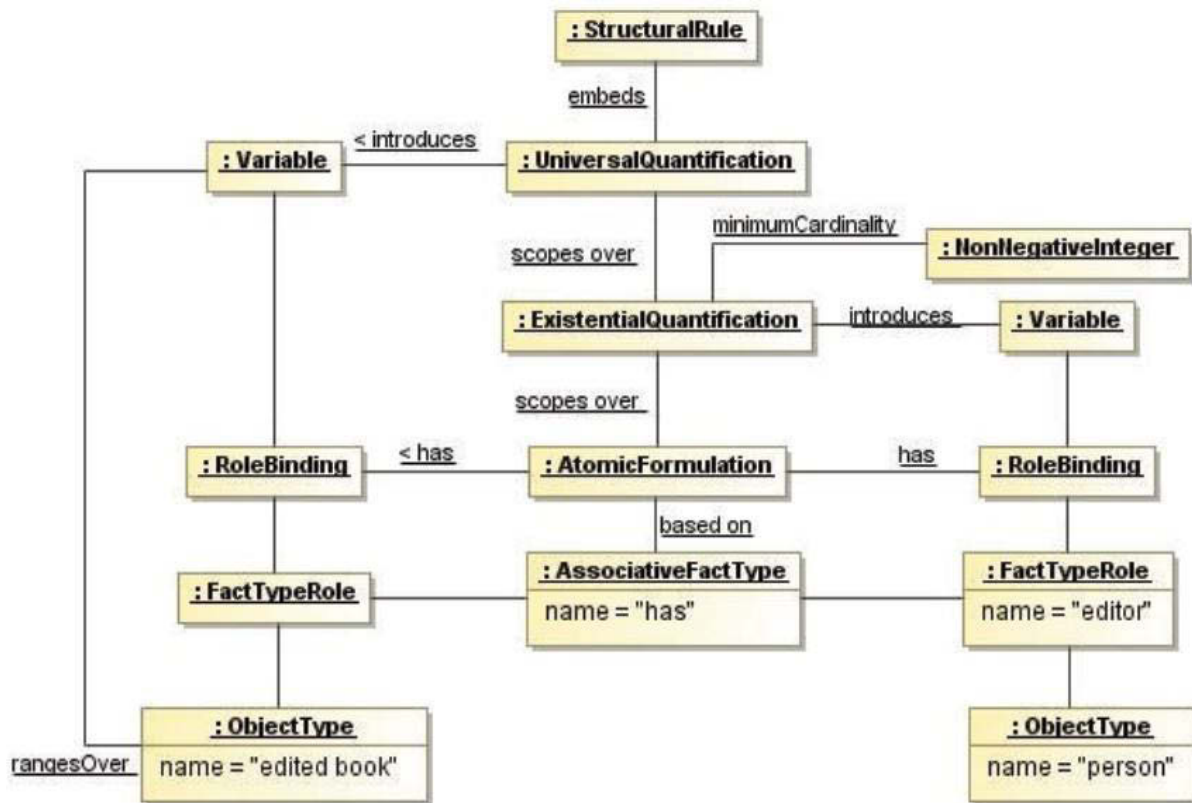 : StructuralRule
embeds
< introduces
: Variable
: UniversalQuantification
minimumCardinality
: NonNegativeInteger
scopes over
: ExistentialQuantification
introduces
: Variable
scopes over
: RoleBinding
< has
: AtomicFormulation
has
: RoleBinding
based on
: FactTypeRole
: AssociativeFactType
name = "has"
: FactTypeRole
name = "editor"
: ObjectType
name = "edited book"
rangesOver
: ObjectType
name = "person"